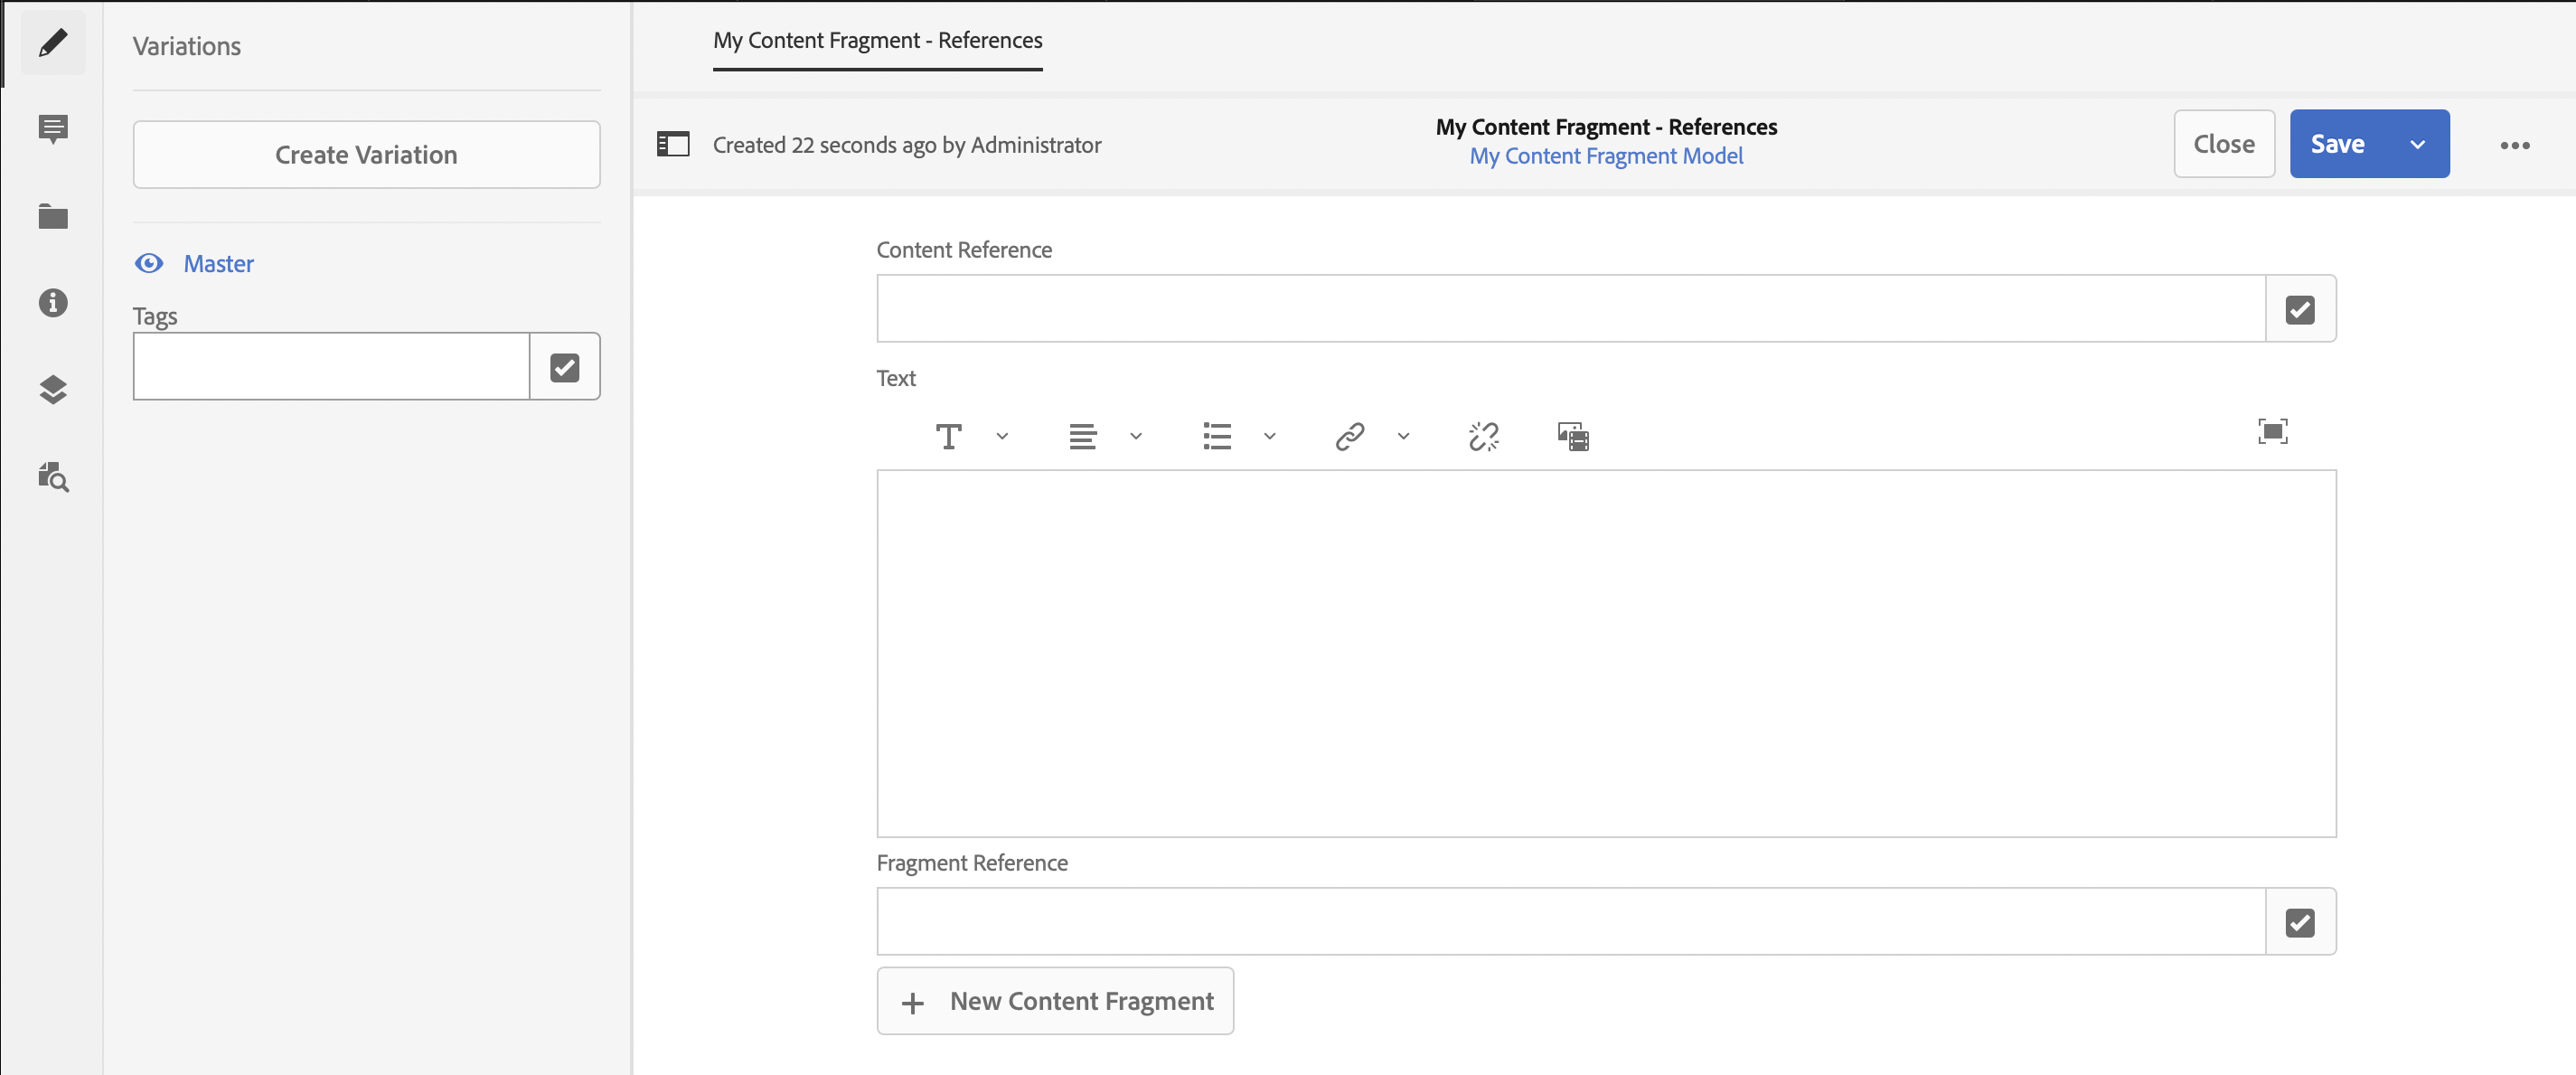 Variations
Create Variation
Master
Tags
My Content Fragment - References
Created 22 seconds ago by Administrator
My Content Fragment - References
My Content Fragment Model
Close
Save
Content Reference
Text
Fragment Reference
New Content Fragment